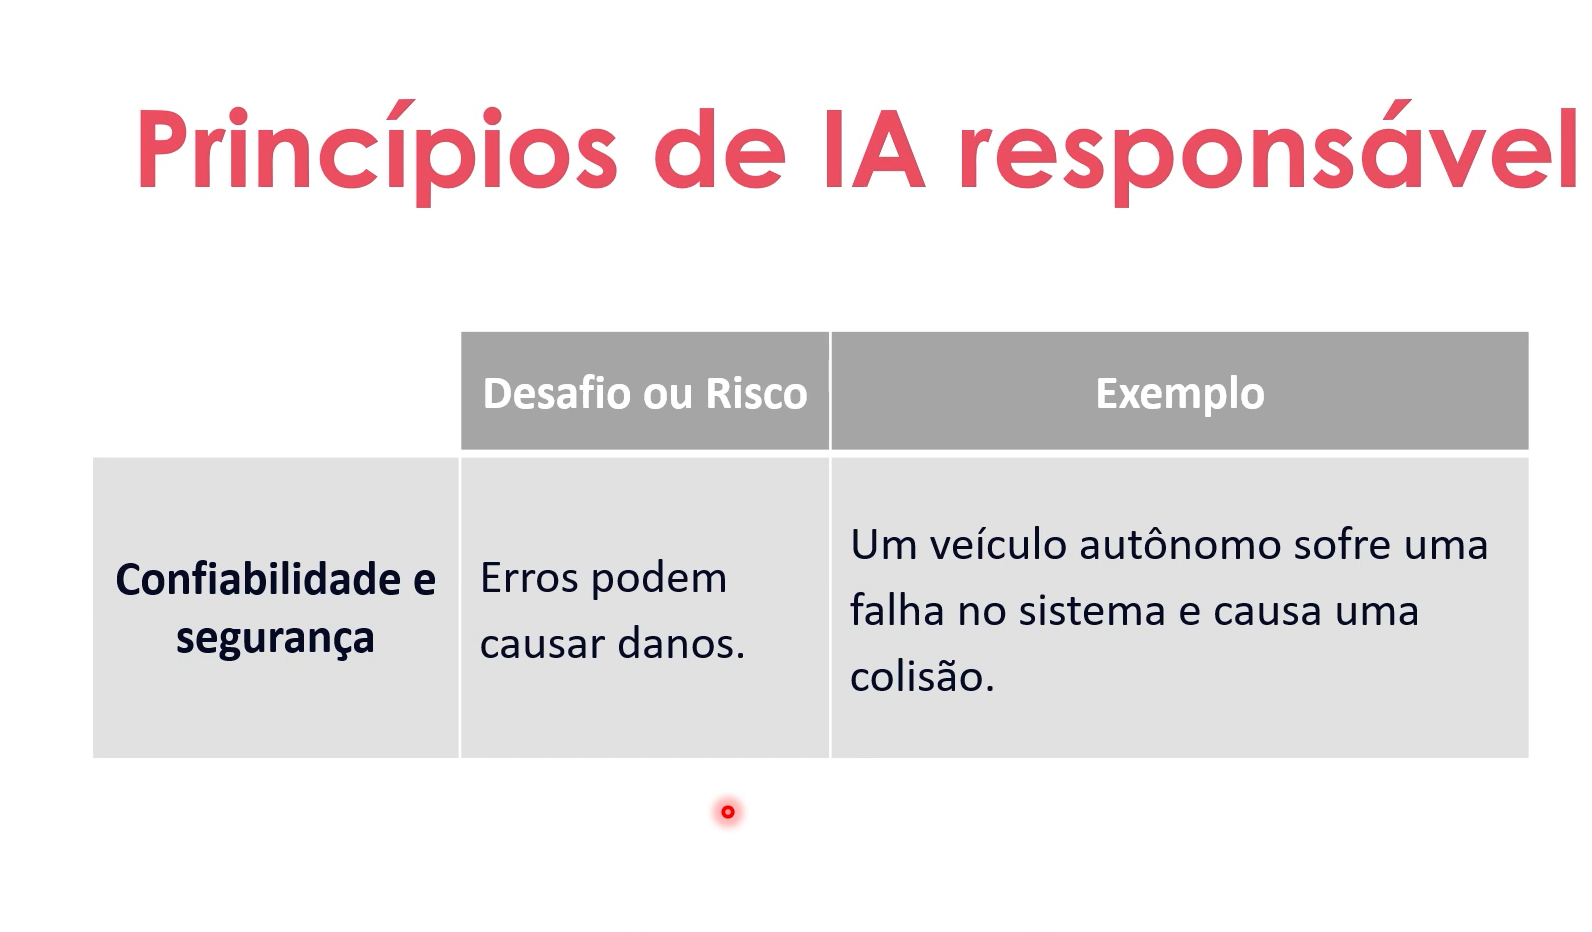 Princípios de IA responsável
Desafio ou Risco
Exemplo
Confiabilidade e
segurança
Erros podem
causar danos.
Um veículo autônomo sofre uma
falha no sistema e causa uma
colisão.